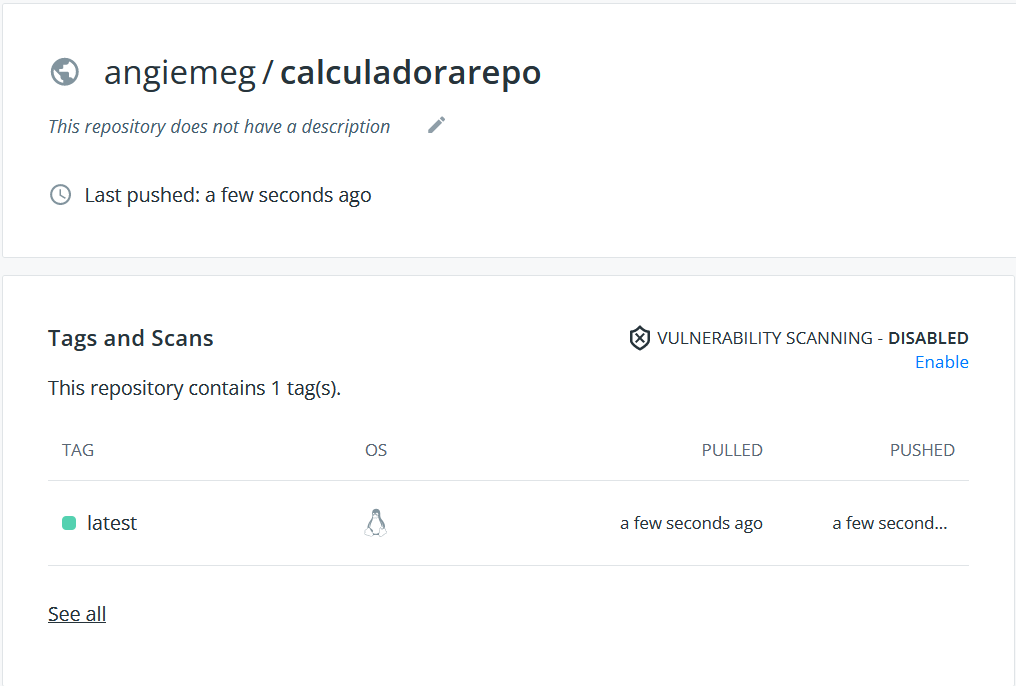 angiemeg / calculadorarepo
This repository does not have a description
Last pushed: a few seconds ago
Tags and Scans
VULNERABILITY SCANNING - DISABLED
Enable
This repository contains 1 tag(s).
TAG OS PULLED PUSHED
latest a few seconds ago a few second...
See all